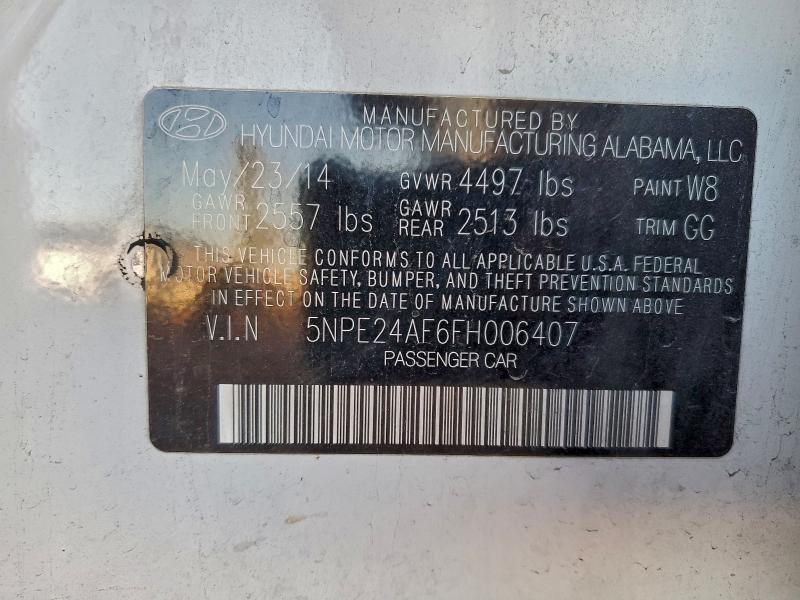 MANUFACTURED BY
HYUNDAI MOTOR MANUFACTURING ALABAMA, LLC
May/23/14 GVWR 4497 lbs PAINT W8
GAWR FRONT 2557 lbs GAWR REAR 2513 lbs TRIM GG
THIS VEHICLE CONFORMS TO ALL APPLICABLE U.S.A. FEDERAL
MOTOR VEHICLE SAFETY, BUMPER, AND THEFT PREVENTION STANDARDS
IN EFFECT ON THE DATE OF MANUFACTURE SHOWN ABOVE.
V.I.N 5NPE24AF6FH006407
PASSENGER CAR